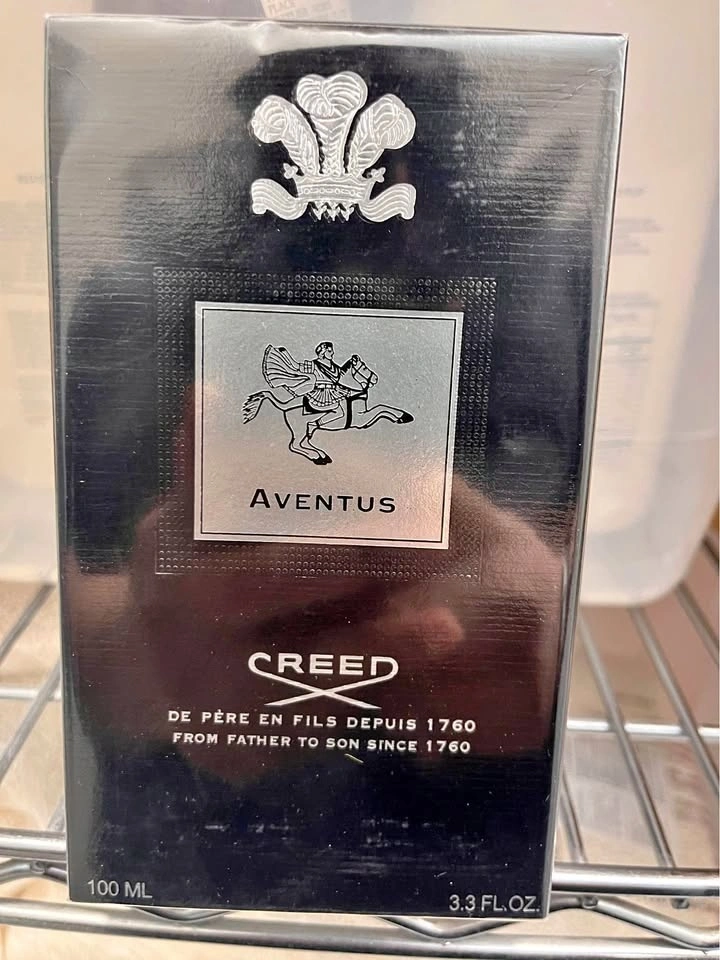 AVENTUS
CREED
DE PÈRE EN FILS DEPUIS 1760
FROM FATHER TO SON SINCE 1760
100 ML
3.3 FL.OZ.